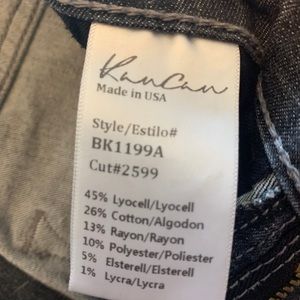 KanCan
Made in USA
Style/Estilo#
BK1199A
Cut#2599
45% Lyocell/Lyocell
26% Cotton/Algodon
13% Rayon/Rayon
10% Polyester/Poliester
5% Elsterell/Elsterell
1% Lycra/Lycra